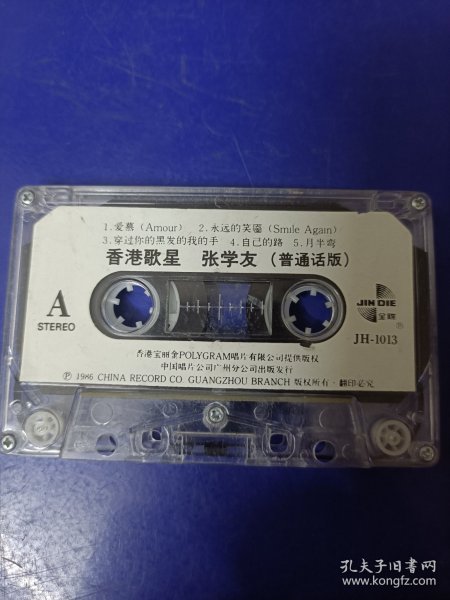 1.爱慕（Amour） 2.永远的笑靥（Smile Again）
3.穿过你的黑发的我的手 4.自己的路 5.月半弯
香港歌星 张学友（普通话版）
A
STEREO
JIN DIE
金碟
Ⓟ
JH-1013
香港宝丽金POLYGRAM唱片有限公司提供版权
中国唱片公司广州分公司出版发行
Ⓟ 1986 CHINA RECORD CO GUANGZHOU BRANCH 版权所有·翻印必究
孔夫子旧书网
www.kongfz.com